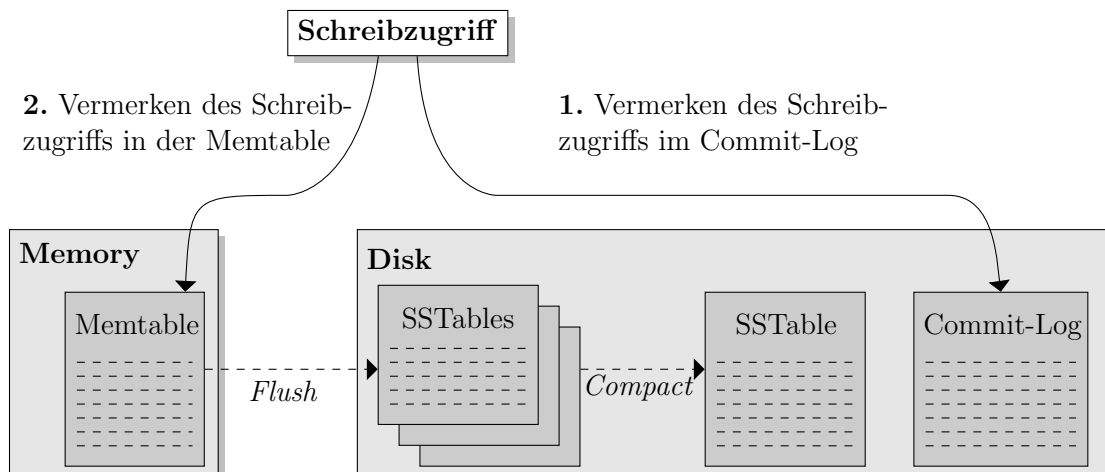 Schreibzugriff
2. Vermerken des Schreib-
zugriffs in der Memtable
1. Vermerken des Schreib-
zugriffs im Commit-Log
Memory
Memtable
Flush
Disk
SSTables
Compact
SSTable
Commit-Log